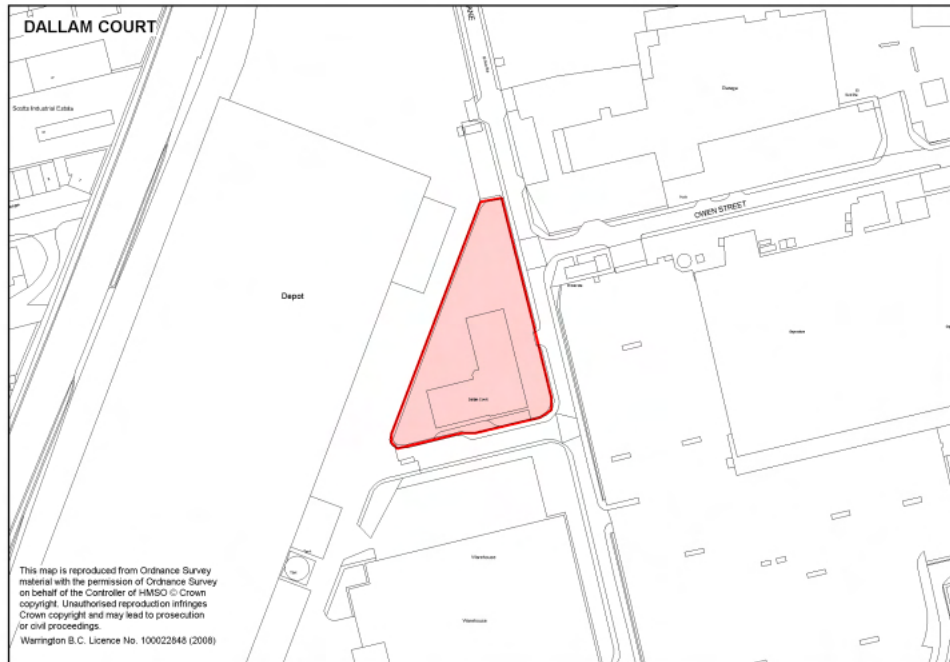 DALLAM COURT
Scotts Industrial Estate
Depot
OWEN STREET
Warehouse
Warehouse
This map is reproduced from Ordnance Survey
material with the permission of Ordnance Survey
on behalf of the Controller of HMSO © Crown
copyright. Unauthorised reproduction infringes
Crown copyright and may lead to prosecution
or civil proceedings.
Warrington B.C. Licence No. 100022848 (2008)